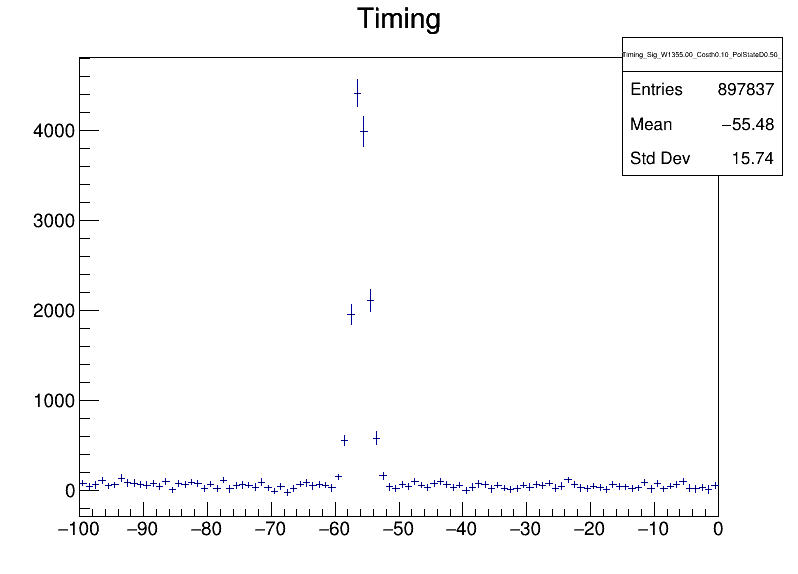 Timing
Timing_Sig_W1355.00_Costh0.10_PolStateD0.50_
Entries 897837
Mean −55.48
Std Dev 15.74
4000
3000
2000
1000
0
−100 −90 −80 −70 −60 −50 −40 −30 −20 −10 0